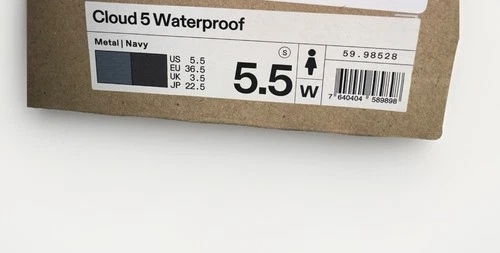 Cloud 5 Waterproof
Metal | Navy
US 5.5
EU 36.5
UK 3.5
JP 22.5
S
5.5
W
59.98528
7 640404 589898